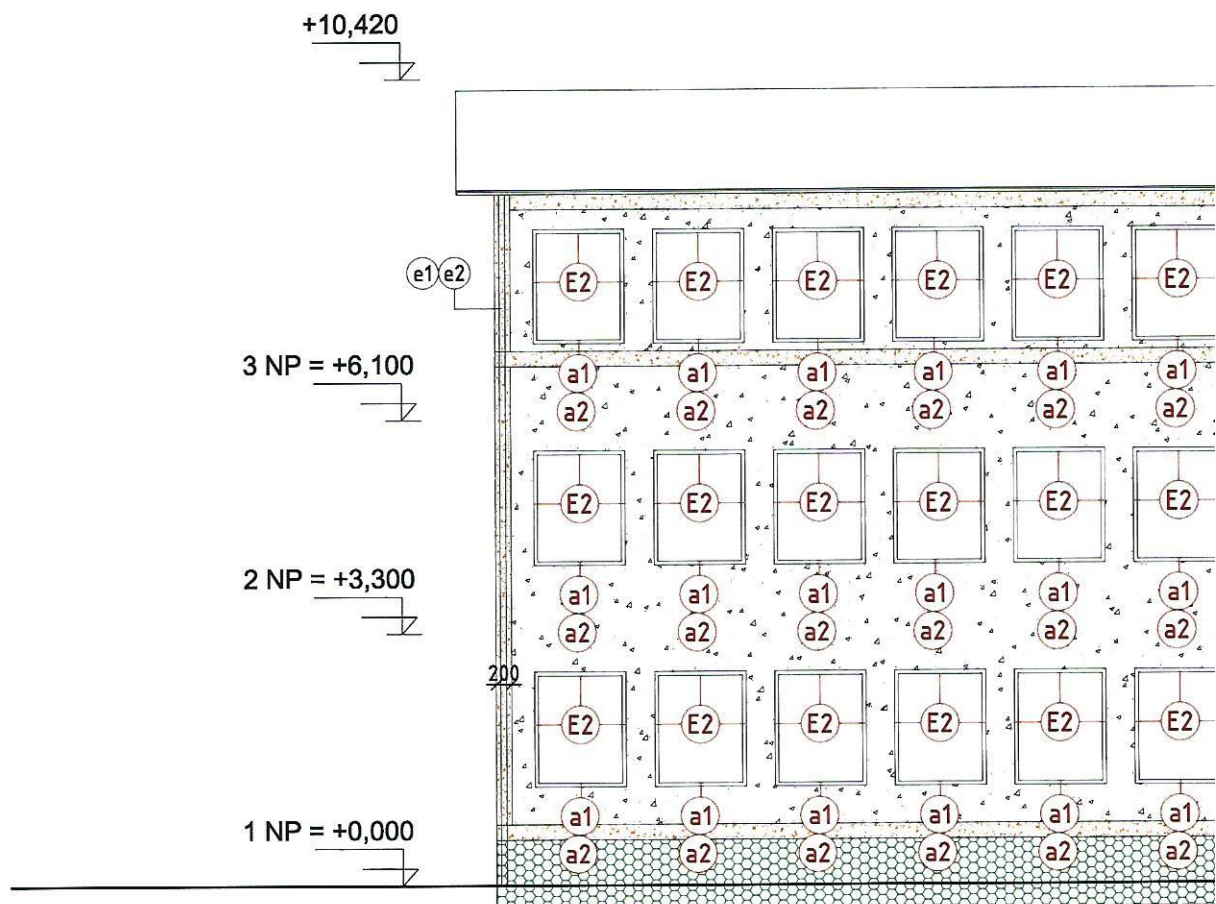 +10,420
E2 E2 E2 E2 E2 E2
e1 e2
3 NP = +6,100
a1 a1 a1 a1 a1 a1
a2 a2 a2 a2 a2 a2
E2 E2 E2 E2 E2 E2
2 NP = +3,300
a1 a1 a1 a1 a1 a1
a2 a2 a2 a2 a2 a2
200
E2 E2 E2 E2 E2 E2
a1 a1 a1 a1 a1 a1
1 NP = +0,000
a2 a2 a2 a2 a2 a2